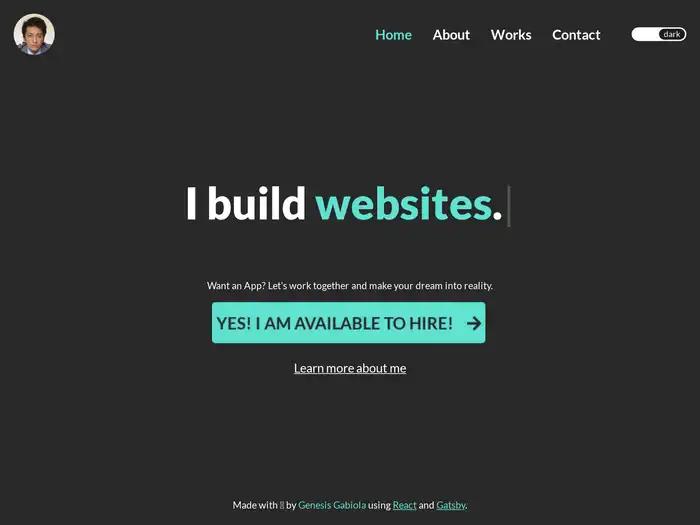 Home About Works Contact dark
I build websites.
Want an App? Let's work together and make your dream into reality.
YES! I AM AVAILABLE TO HIRE!
Learn more about me
Made with by Genesis Gabiola using React and Gatsby.